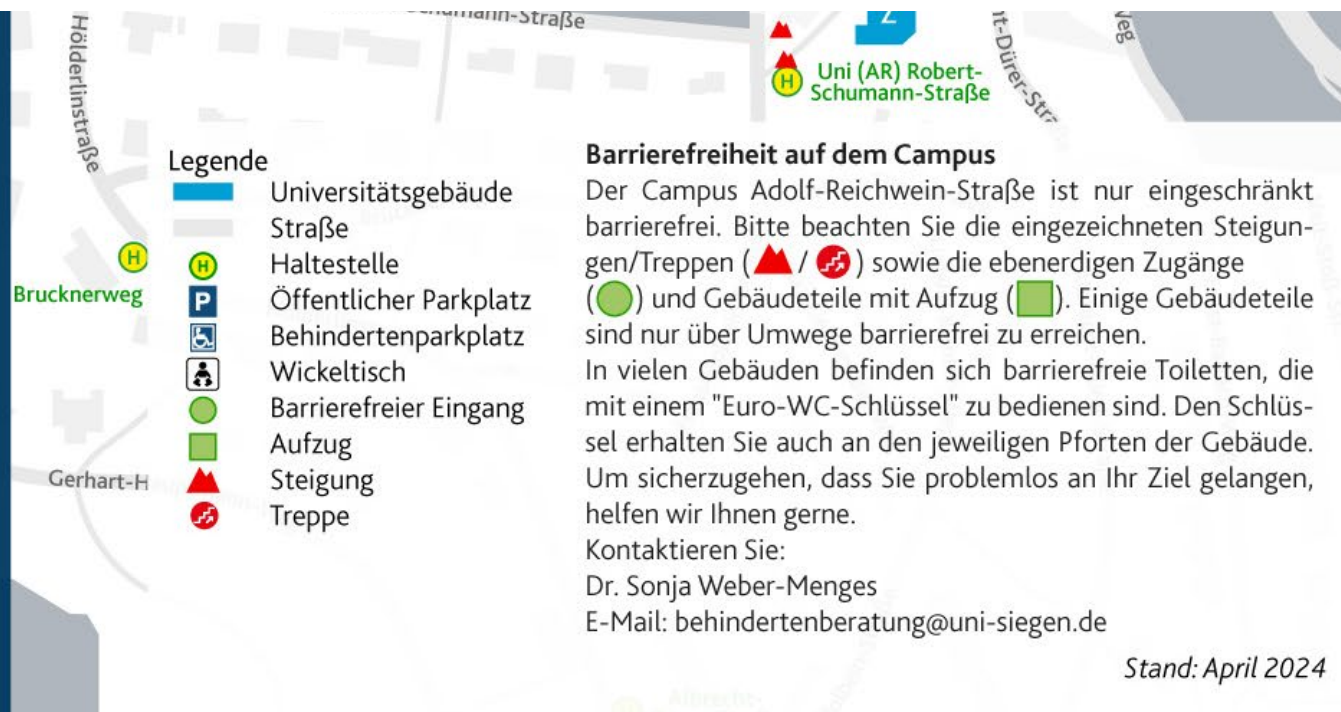 Hölderlinstraße
Schumann-Straße
Z
H
Uni (AR) Robert-
Schumann-Straße
H
Brucknerweg
Gerhart-H
Legende
Universitätsgebäude
Straße
H Haltestelle
P Öffentlicher Parkplatz
Behindertenparkplatz
Wickeltisch
Barrierefreier Eingang
Aufzug
Steigung
Treppe
Barrierefreiheit auf dem Campus
Der Campus Adolf-Reichwein-Straße ist nur eingeschränkt
barrierefrei. Bitte beachten Sie die eingezeichneten Steigun-
gen/Treppen ( / ) sowie die ebenerdigen Zugänge
( ) und Gebäudeteile mit Aufzug ( ). Einige Gebäudeteile
sind nur über Umwege barrierefrei zu erreichen.
In vielen Gebäuden befinden sich barrierefreie Toiletten, die
mit einem "Euro-WC-Schlüssel" zu bedienen sind. Den Schlüs-
sel erhalten Sie auch an den jeweiligen Pforten der Gebäude.
Um sicherzugehen, dass Sie problemlos an Ihr Ziel gelangen,
helfen wir Ihnen gerne.
Kontaktieren Sie:
Dr. Sonja Weber-Menges
E-Mail: behindertenberatung@uni-siegen.de
Stand: April 2024